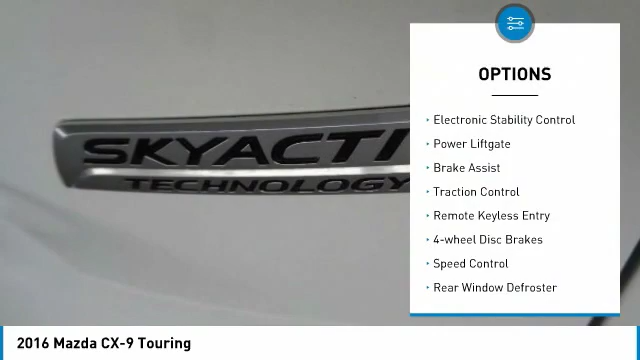 SKYACTI
TECHNOLOGY
OPTIONS
Electronic Stability Control
Power Liftgate
Brake Assist
Traction Control
Remote Keyless Entry
4-wheel Disc Brakes
Speed Control
Rear Window Defroster
2016 Mazda CX-9 Touring